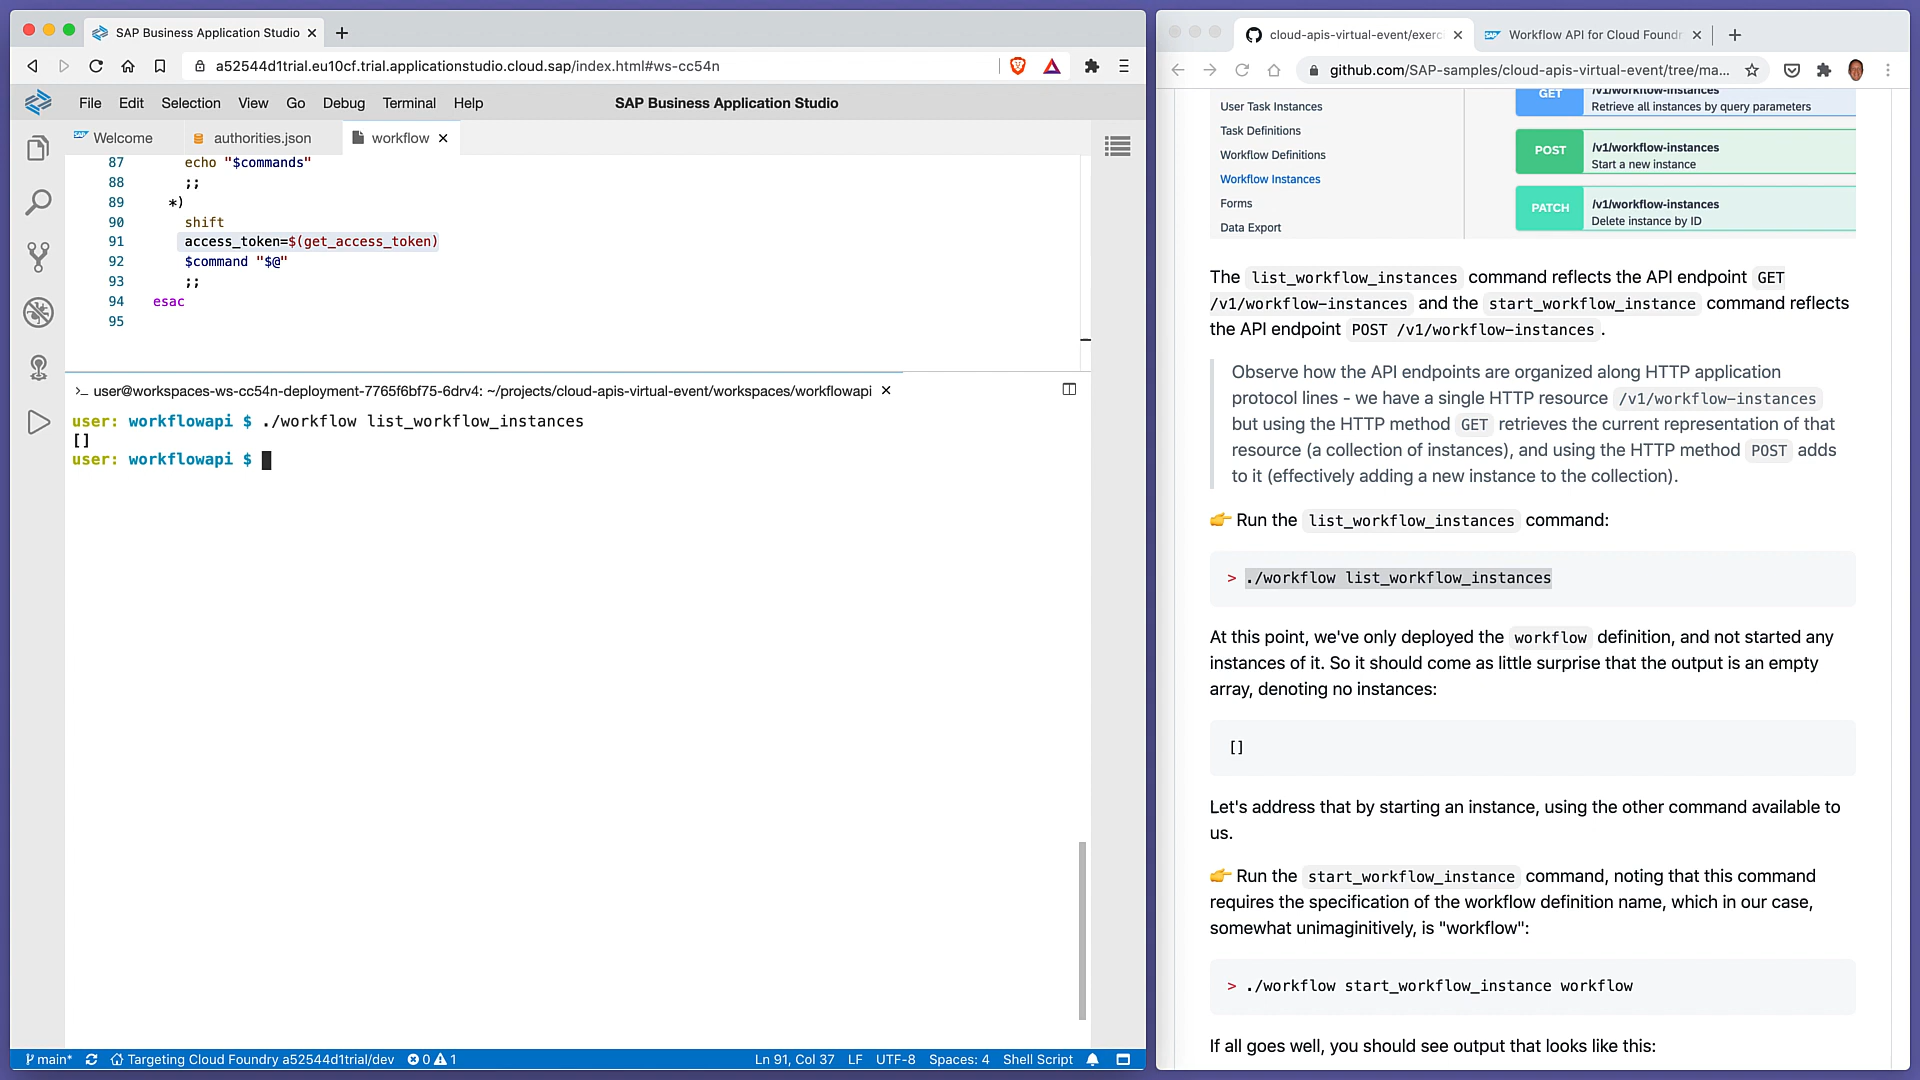 SAP Business Application Studio
a52544d1trial.eu10cf.trial.applicationstudio.cloud.sap/index.html#ws-cc54n
File Edit Selection View Go Debug Terminal Help
SAP Business Application Studio
Welcome authorities.json workflow
87 echo "$commands"
88 ;;
89 *)
90 shift
91 access_token=$(get_access_token)
92 $command "$@"
93 ;;
94 esac
95
>_ user@workspaces-ws-cc54n-deployment-7765f6bf75-6drv4: ~/projects/cloud-apis-virtual-event/workspaces/workflowapi
user: workflowapi $ ./workflow list_workflow_instances
[]
user: workflowapi $
main* Targeting Cloud Foundry a52544d1trial/dev 0 1 Ln 91, Col 37 LF UTF-8 Spaces: 4 Shell Script
cloud-apis-virtual-event/exerc Workflow API for Cloud Foundr
github.com/SAP-samples/cloud-apis-virtual-event/tree/ma...
User Task Instances
Task Definitions
Workflow Definitions
Workflow Instances
Forms
Data Export
GET /v1/workflow-instances
Retrieve all instances by query parameters
POST /v1/workflow-instances
Start a new instance
PATCH /v1/workflow-instances
Delete instance by ID
The list_workflow_instances command reflects the API endpoint GET
/v1/workflow-instances and the start_workflow_instance command reflects
the API endpoint POST /v1/workflow-instances .
Observe how the API endpoints are organized along HTTP application
protocol lines - we have a single HTTP resource /v1/workflow-instances
but using the HTTP method GET retrieves the current representation of that
resource (a collection of instances), and using the HTTP method POST adds
to it (effectively adding a new instance to the collection).
👉 Run the list_workflow_instances command:
> ./workflow list_workflow_instances
At this point, we've only deployed the workflow definition, and not started any
instances of it. So it should come as little surprise that the output is an empty
array, denoting no instances:
[]
Let's address that by starting an instance, using the other command available to
us.
👉 Run the start_workflow_instance command, noting that this command
requires the specification of the workflow definition name, which in our case,
somewhat unimaginitively, is "workflow":
> ./workflow start_workflow_instance workflow
If all goes well, you should see output that looks like this: